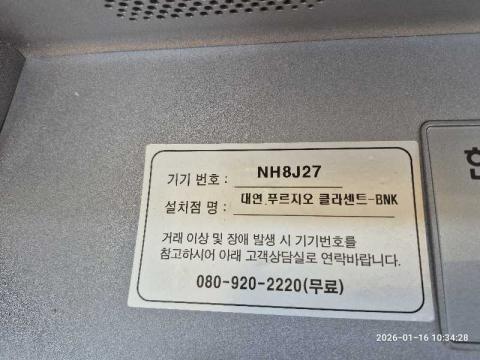 기기 번호 : NH8J27
설치점 명 : 대연 푸르지오 클라센트-BNK
거래 이상 및 장애 발생 시 기기번호를
참고하시어 아래 고객상담실로 연락바랍니다.
080-920-2220(무료)
2026-01-16 10:34:28